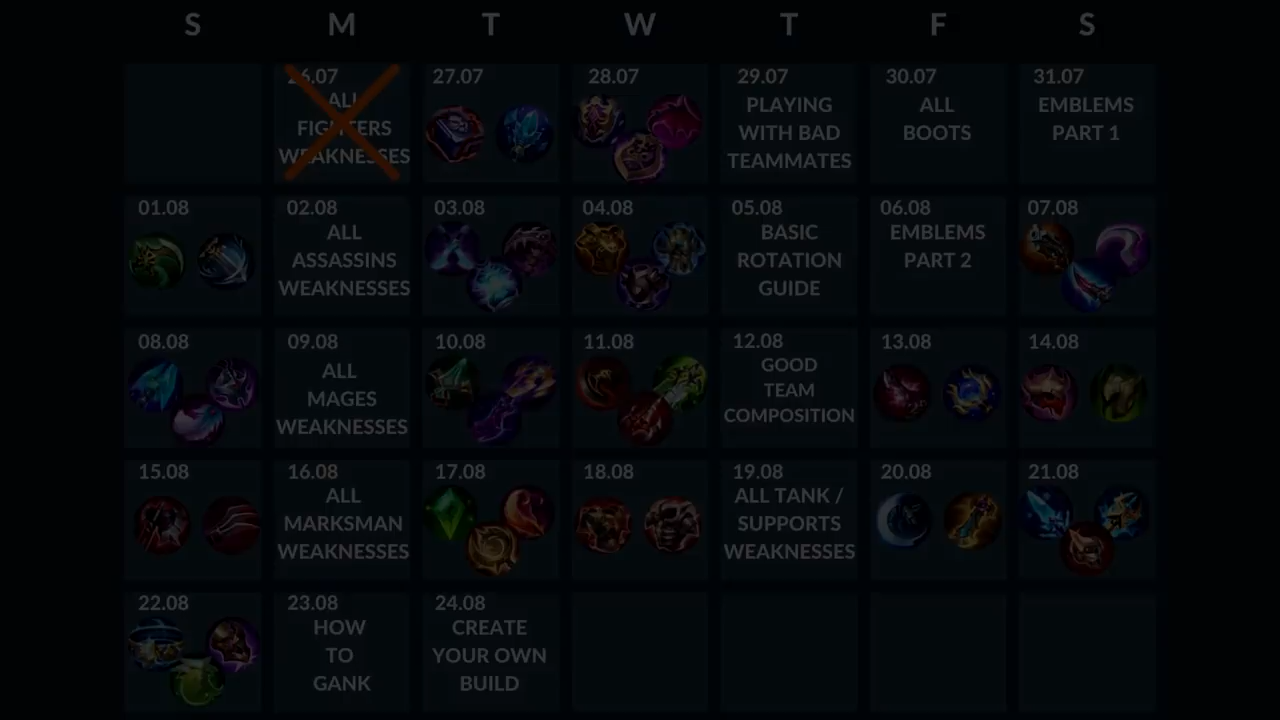 S M T W T F S
26.07
ALL
FIGHTERS
WEAKNESSES
27.07
28.07
29.07
PLAYING
WITH BAD
TEAMMATES
30.07
ALL
BOOTS
31.07
EMBLEMS
PART 1
01.08
02.08
ALL
ASSASSINS
WEAKNESSES
03.08
04.08
05.08
BASIC
ROTATION
GUIDE
06.08
EMBLEMS
PART 2
07.08
08.08
09.08
ALL
MAGES
WEAKNESSES
10.08
11.08
12.08
GOOD
TEAM
COMPOSITION
13.08
14.08
15.08
16.08
ALL
MARKSMAN
WEAKNESSES
17.08
18.08
19.08
ALL TANK /
SUPPORTS
WEAKNESSES
20.08
21.08
22.08
23.08
HOW
TO
GANK
24.08
CREATE
YOUR OWN
BUILD